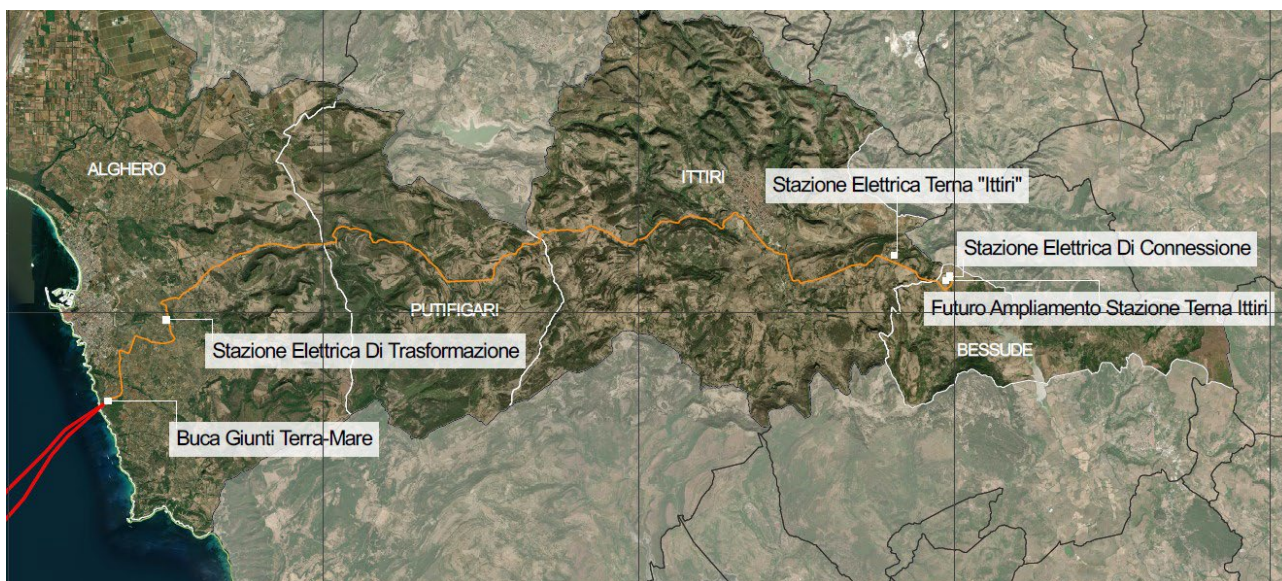 ALGHERO
ITTIRI
Stazione Elettrica Terna "Ittiri"
Stazione Elettrica Di Connessione
Futuro Ampliamento Stazione Terna Ittiri
PUTIFIGARI
Stazione Elettrica Di Trasformazione
BESSUDE
Buca Giunti Terra-Mare